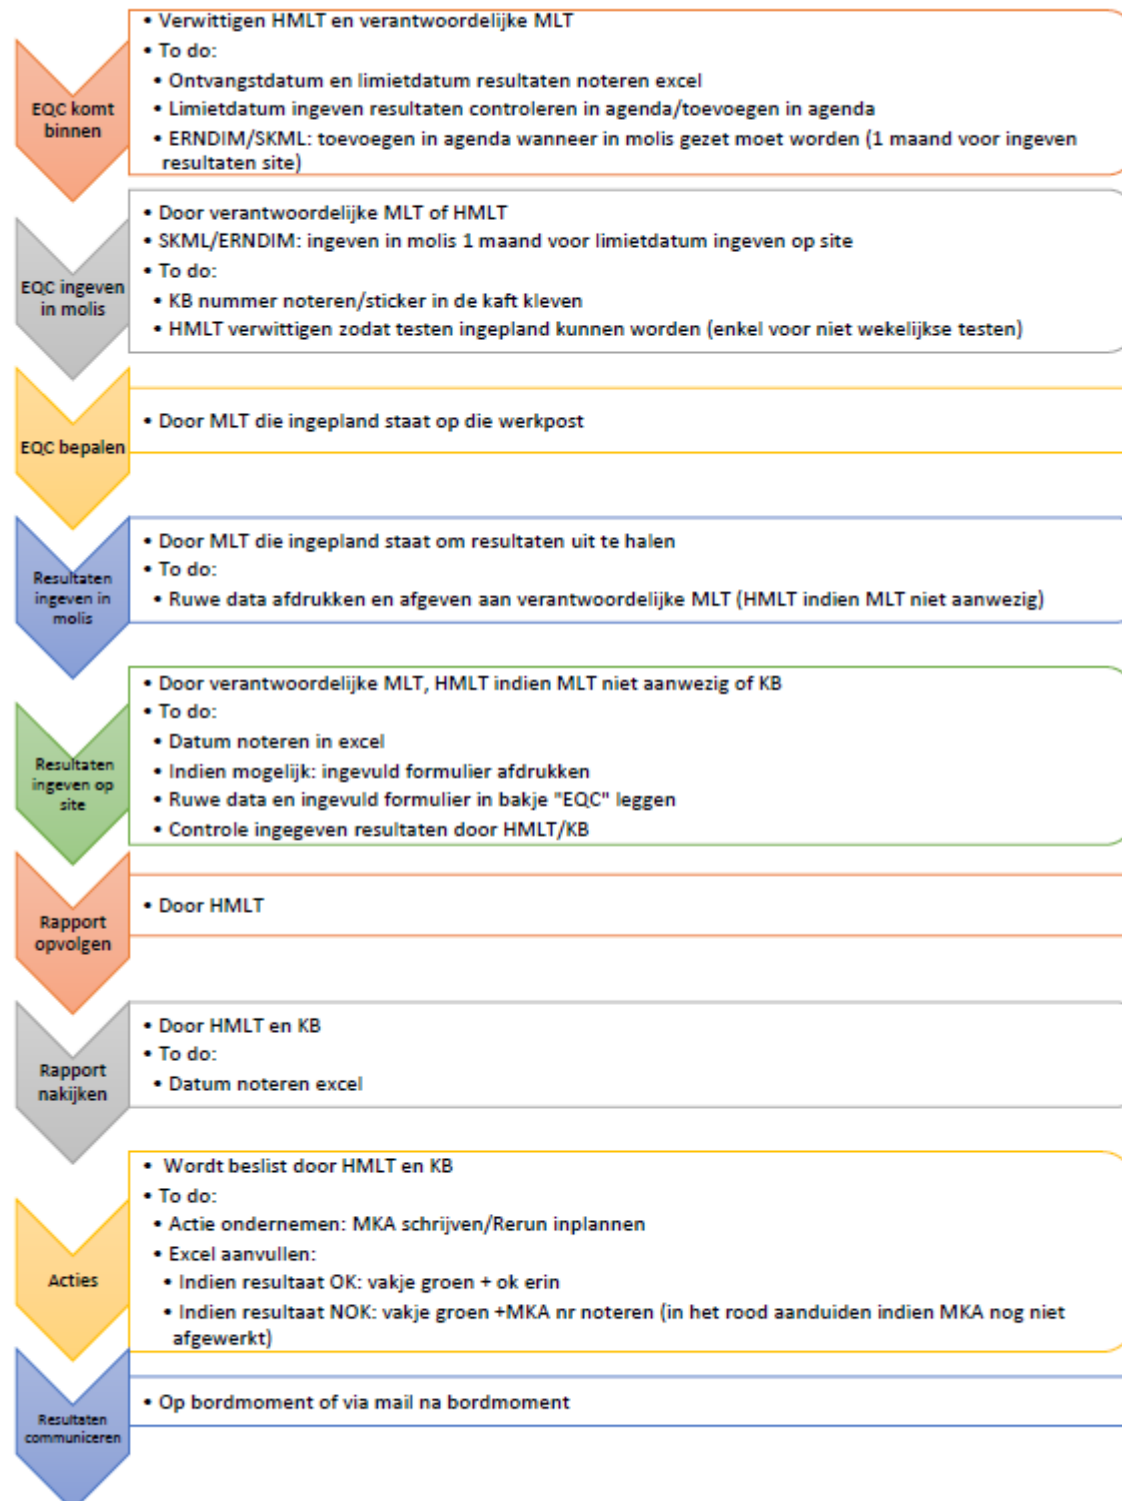 EQC komt
binnen
• Verwittigen HMLT en verantwoordelijke MLT
• To do:
• Ontvangstdatum en limietdatum resultaten noteren excel
• Limietdatum ingeven resultaten controleren in agenda/toevoegen in agenda
• ERNDIM/SKML: toevoegen in agenda wanneer in molis gezet moet worden (1 maand voor ingeven
resultaten site)
EQC ingeven
in molis
• Door verantwoordelijke MLT of HMLT
• SKML/ERNDIM: ingeven in molis 1 maand voor limietdatum ingeven op site
• To do:
• KB nummer noteren/sticker in de kaft kleven
• HMLT verwittigen zodat testen ingepland kunnen worden (enkel voor niet wekelijkse testen)
EQC bepalen
• Door MLT die ingepland staat op die werkpost
Resultaten
ingeven in
molis
• Door MLT die ingepland staat om resultaten uit te halen
• To do:
• Ruwe data afdrukken en afgeven aan verantwoordelijke MLT (HMLT indien MLT niet aanwezig)
Resultaten
ingeven op
site
• Door verantwoordelijke MLT, HMLT indien MLT niet aanwezig of KB
• To do:
• Datum noteren in excel
• Indien mogelijk: ingevuld formulier afdrukken
• Ruwe data en ingevuld formulier in bakje "EQC" leggen
• Controle ingegeven resultaten door HMLT/KB
Rapport
opvolgen
• Door HMLT
Rapport
nakijken
• Door HMLT en KB
• To do:
• Datum noteren excel
Acties
• Wordt beslist door HMLT en KB
• To do:
• Actie ondernemen: MKA schrijven/Rerun inplannen
• Excel aanvullen:
• Indien resultaat OK: vakje groen + ok erin
• Indien resultaat NOK: vakje groen +MKA nr noteren (in het rood aanduiden indien MKA nog niet
afgewerkt)
Resultaten
communiceren
• Op bordmoment of via mail na bordmoment